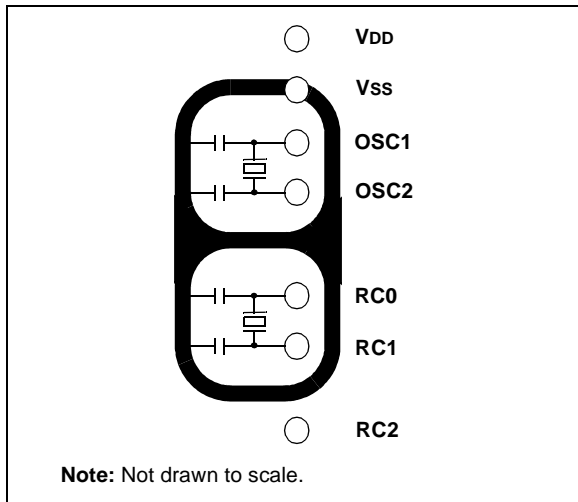 VDD
VSS
OSC1
OSC2
RC0
RC1
RC2
Note: Not drawn to scale.